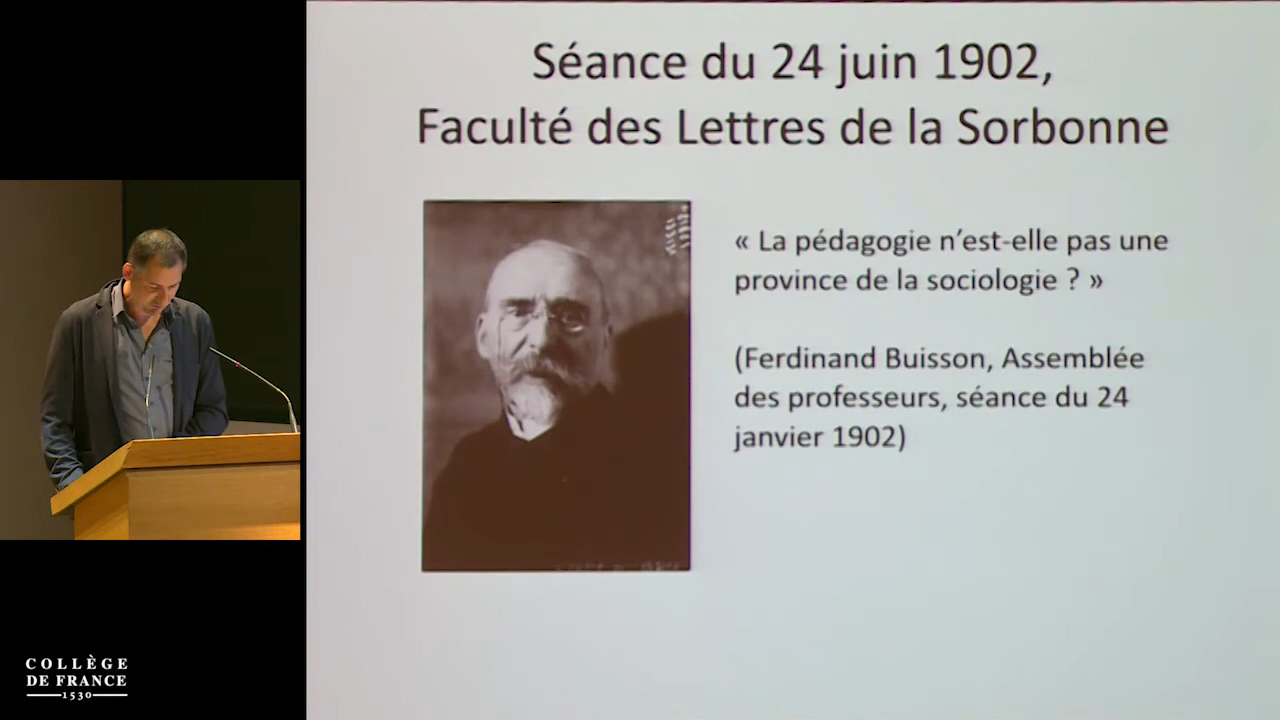 Séance du 24 juin 1902,
Faculté des Lettres de la Sorbonne
« La pédagogie n'est-elle pas une
province de la sociologie ? »
(Ferdinand Buisson, Assemblée
des professeurs, séance du 24
janvier 1902)
COLLÈGE
DE FRANCE
1530